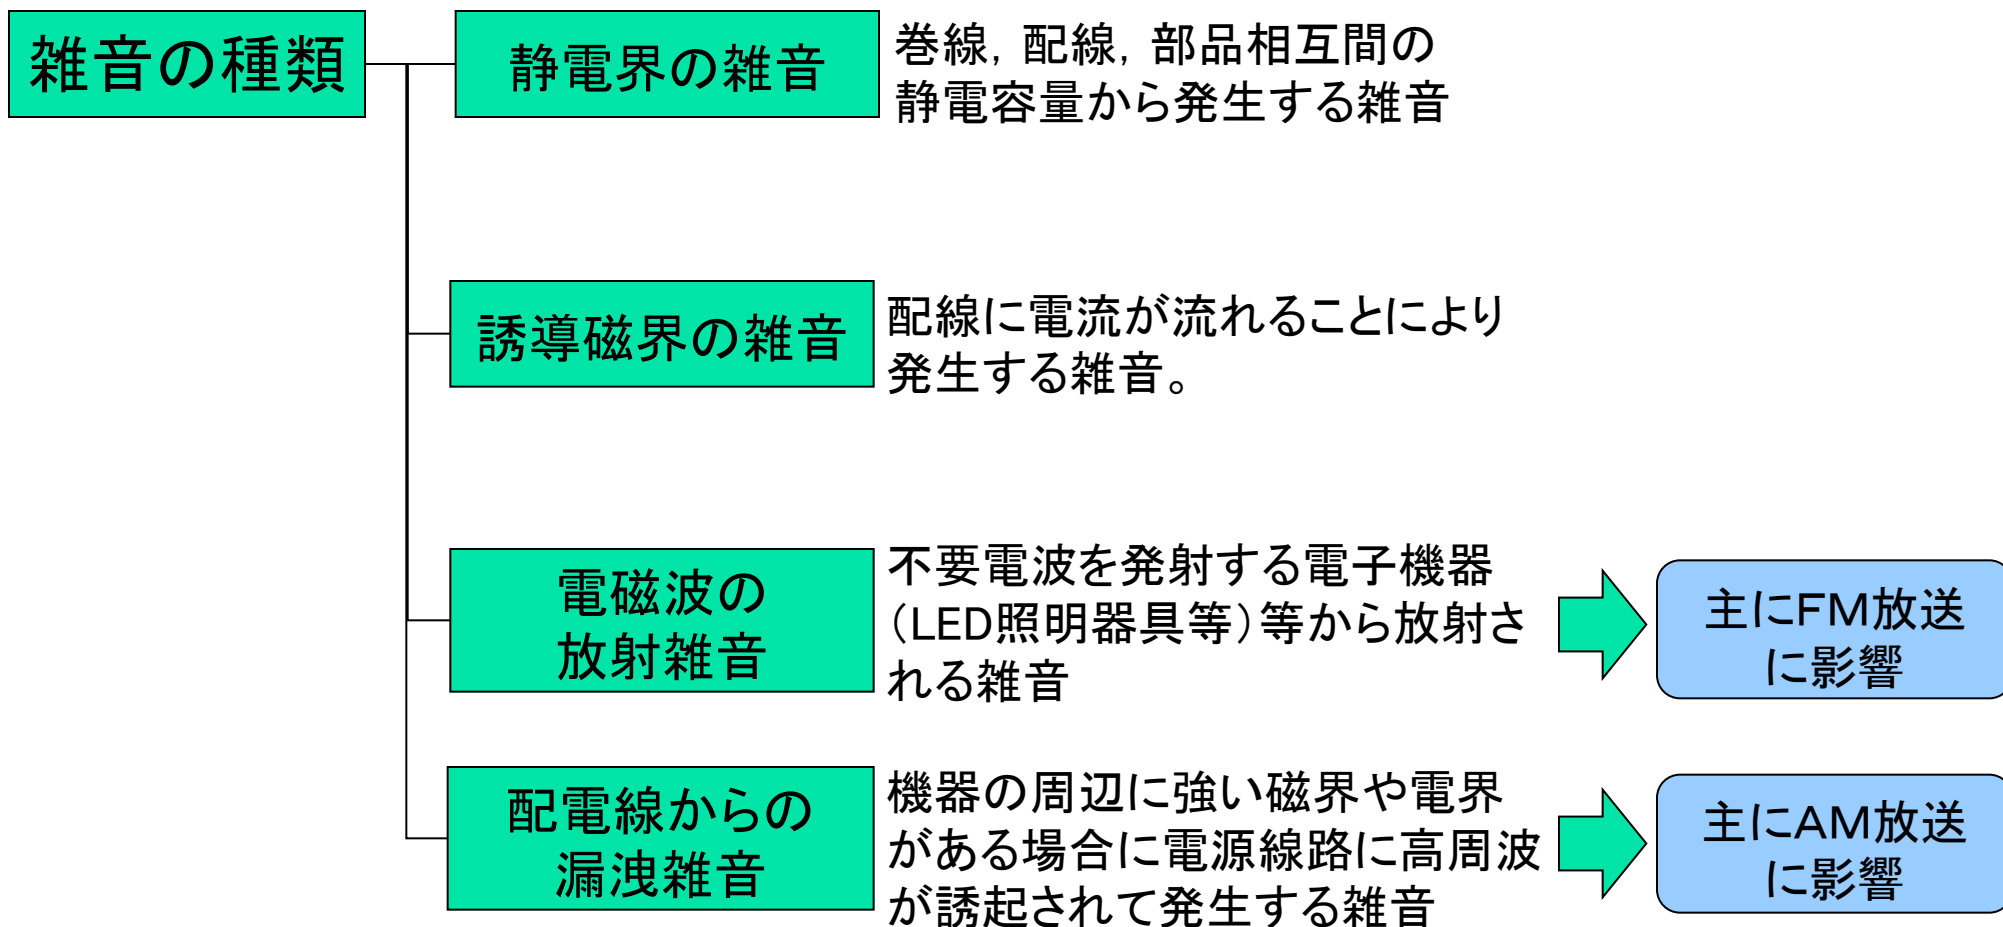 雑音の種類
静電界の雑音
巻線，配線，部品相互間の
静電容量から発生する雑音
誘導磁界の雑音
配線に電流が流れることにより
発生する雑音。
電磁波の
放射雑音
不要電波を発射する電子機器
（LED照明器具等）等から放射さ
れる雑音
主にFM放送
に影響
配電線からの
漏洩雑音
機器の周辺に強い磁界や電界
がある場合に電源線路に高周波
が誘起されて発生する雑音
主にAM放送
に影響